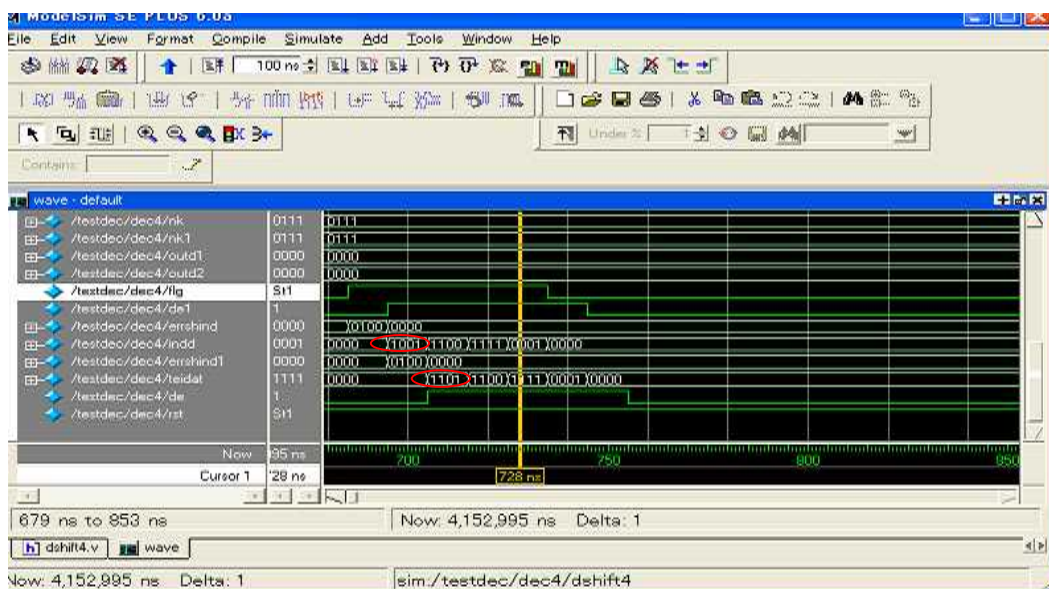 ModelSim SE PLUS 6.0a
File Edit View Format Compile Simulate Add Tools Window Help
100 ns
Under %
Contains:
wave - default
/testdec/dec4/nk 0111 0111
/testdec/dec4/nk1 0111 0111
/testdec/dec4/outd1 0000 0000
/testdec/dec4/outd2 0000 0000
/testdec/dec4/flg St1
/testdec/dec4/de1 1
/testdec/dec4/errshind 0000 0100 0000
/testdec/dec4/indd 0001 0000 1001 1100 1111 0001 0000
/testdec/dec4/errshind1 0000 0000 0100 0000
/testdec/dec4/teidat 1111 0000 1101 1100 1111 0001 0000
/testdec/dec4/de 1
/testdec/dec4/rst St1
Now 95 ns 700 750 800 850
Cursor 1 28 ns 728 ns
679 ns to 853 ns Now: 4,152,995 ns Delta: 1
dshift4.v wave
Now: 4,152,995 ns Delta: 1 sim:/testdec/dec4/dshift4